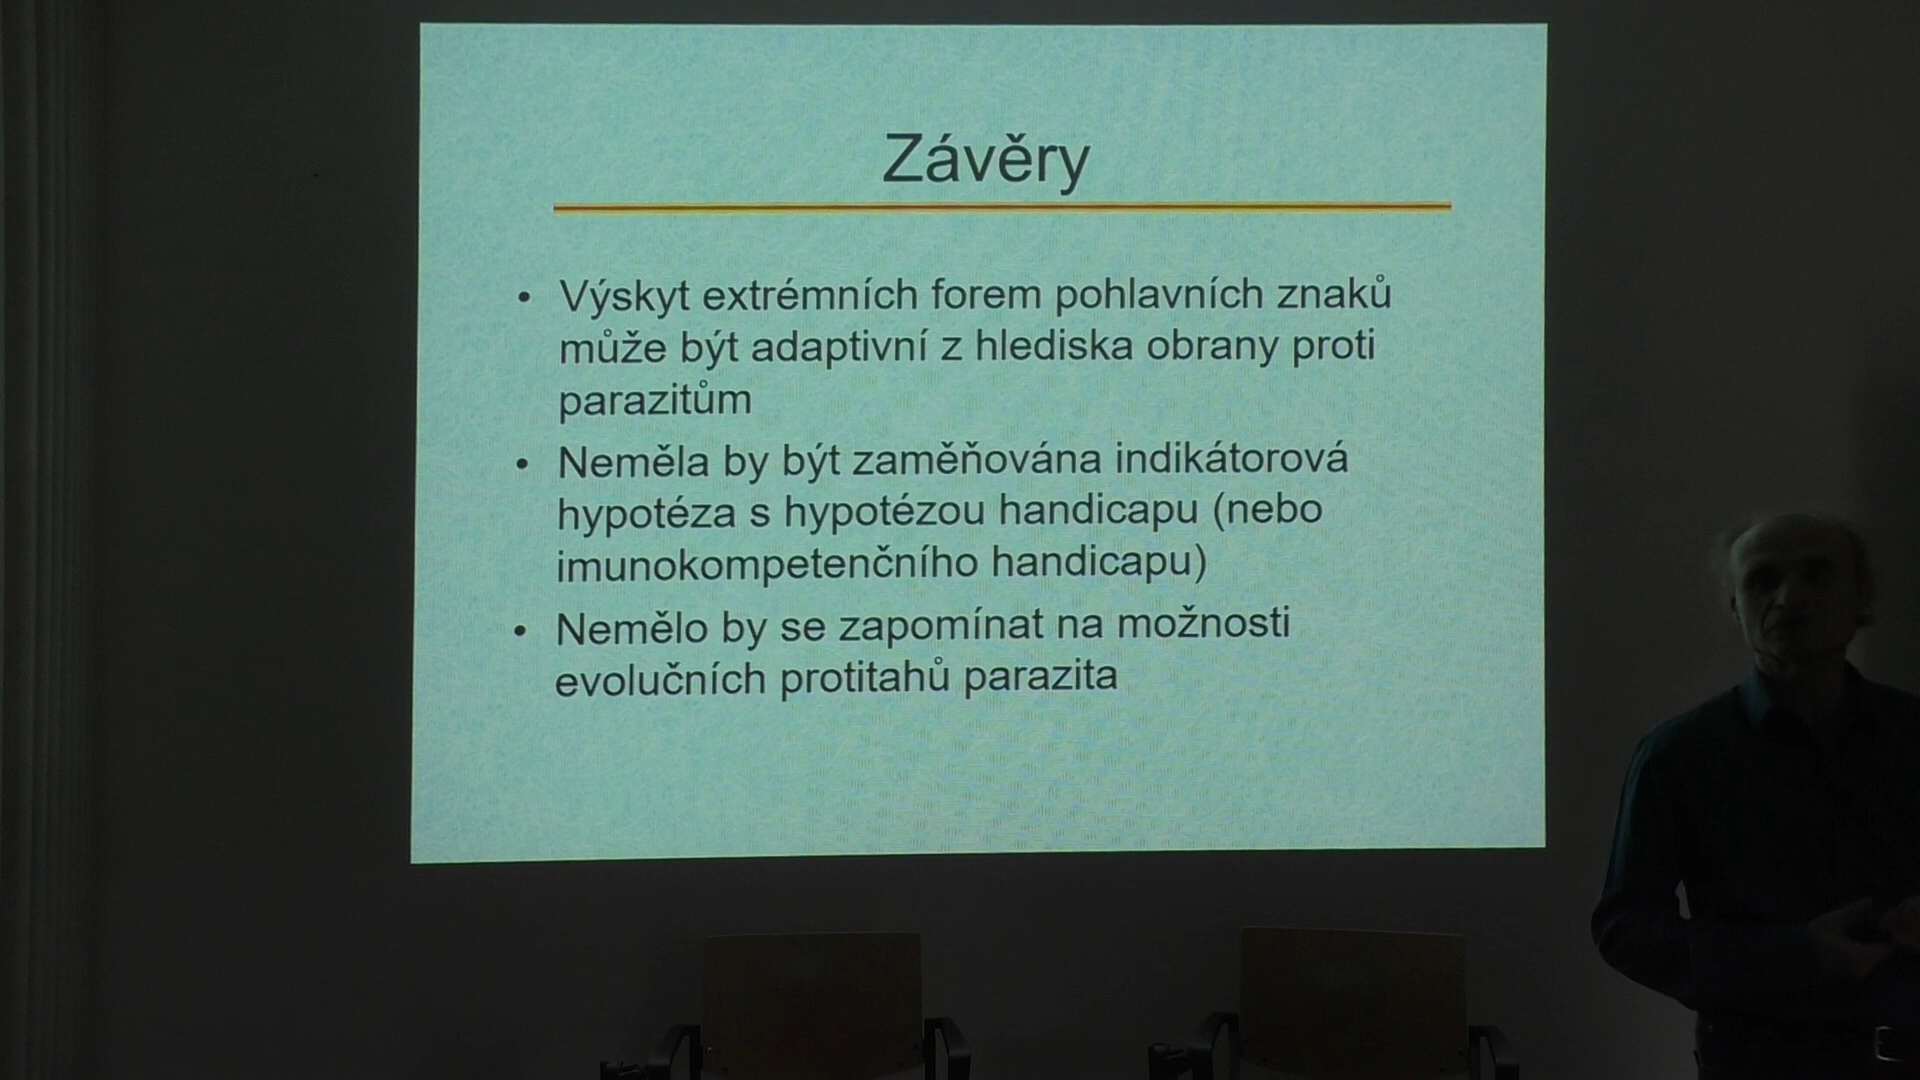 Závěry
• Výskyt extrémních forem pohlavních znaků
může být adaptivní z hlediska obrany proti
parazitům
• Neměla by být zaměňována indikátorová
hypotéza s hypotézou handicapu (nebo
imunokompetenčního handicapu)
• Nemělo by se zapomínat na možnosti
evolučních protitahů parazita